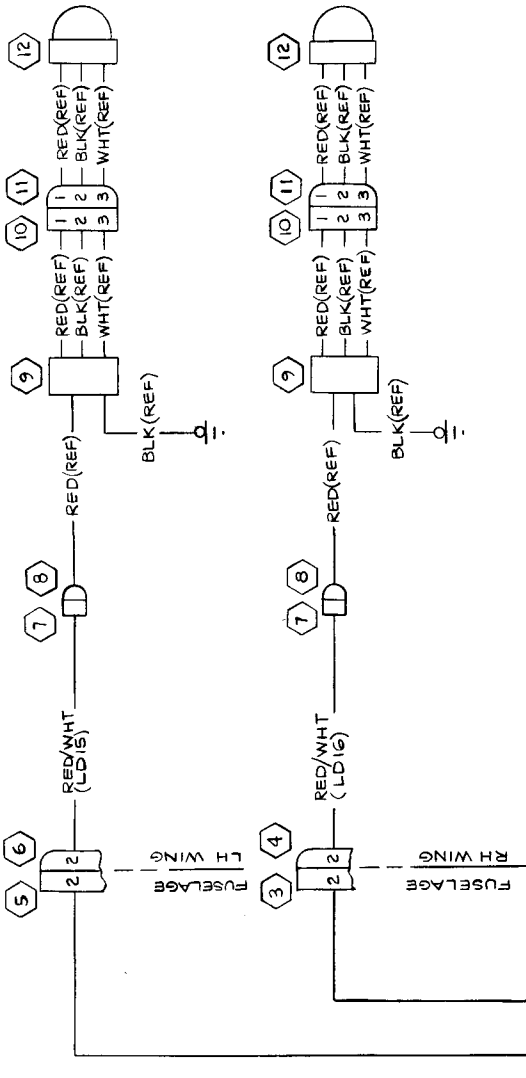 12
12
RED(REF)
BLK(REF)
WHT(REF)
RED(REF)
BLK(REF)
WHT(REF)
11
10
1 1
2 2
3 3
11
10
1 1
2 2
3 3
RED(REF)
BLK(REF)
WHT(REF)
RED(REF)
BLK(REF)
WHT(REF)
9
9
BLK(REF)
BLK(REF)
RED(REF)
RED(REF)
8
7
8
7
RED/WHT
(LD15)
RED/WHT
(LD16)
6
5
2 2
4
3
2 2
LH WING
FUSELAGE
RH WING
FUSELAGE